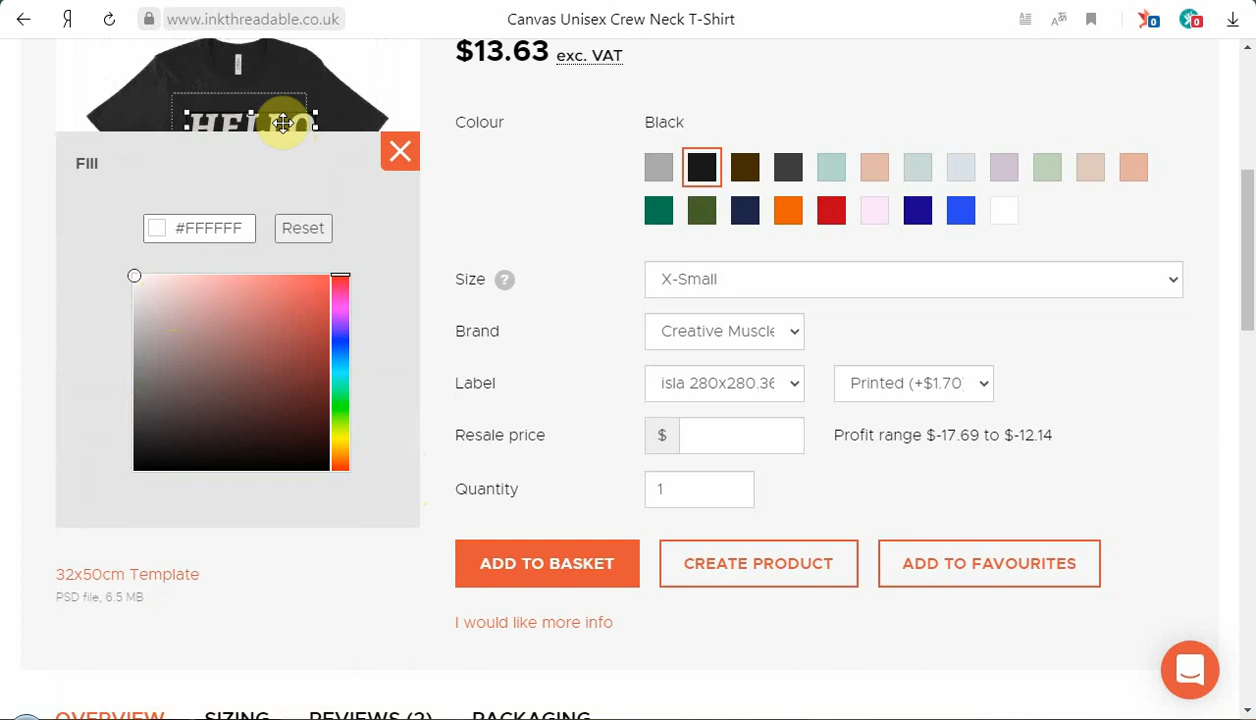 www.inkthreadable.co.uk
Canvas Unisex Crew Neck T-Shirt
0
0
$13.63 exc. VAT
HELLO
Colour
Black
Fill
#FFFFFF
Reset
Size
?
X-Small
Brand
Creative Muscle
Label
isla 280x280.36
Printed (+$1.70)
Resale price
$
Profit range $-17.69 to $-12.14
Quantity
1
ADD TO BASKET
CREATE PRODUCT
ADD TO FAVOURITES
32x50cm Template
PSD file, 6.5 MB
I would like more info
OVERVIEW
SIZING
REVIEWS (2)
PACKAGING